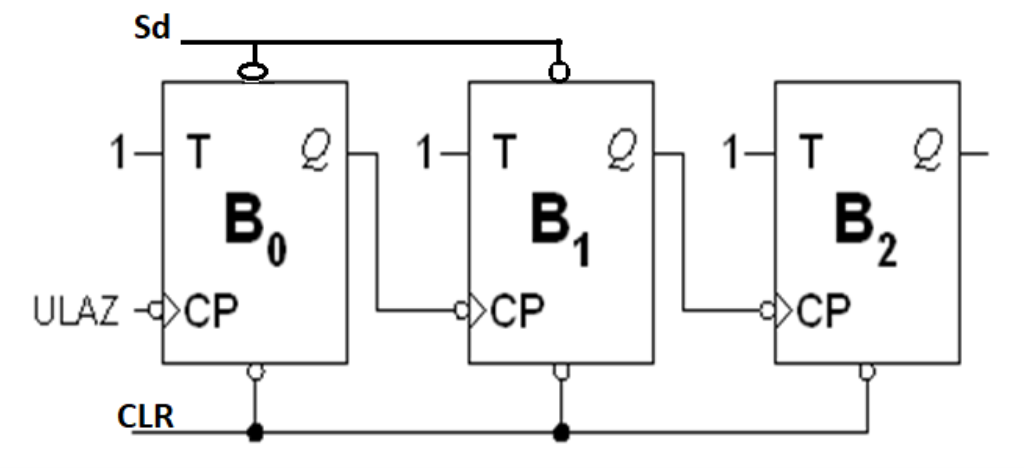 Sd
1 T Q 1 T Q 1 T Q
B0 B1 B2
ULAZ CP CP CP
CLR